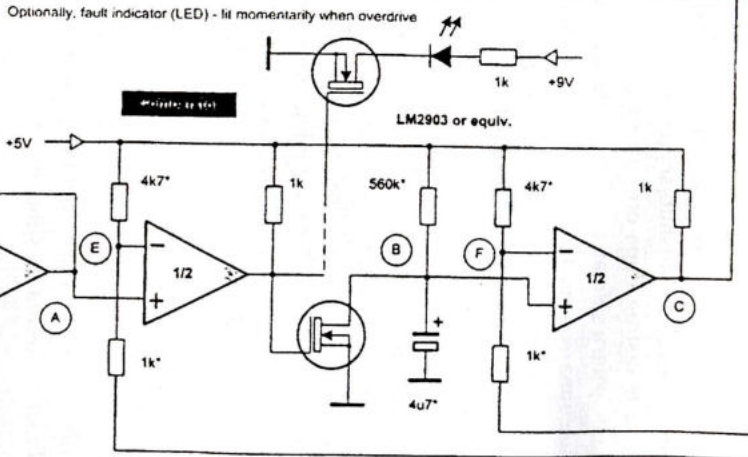 Optionally, fault indicator (LED) - lit momentarity when overdrive
1k
+9V
LM2903 or equiv.
+5V
4k7*
1k
560k*
4k7*
1k
E
B
F
1/2
1/2
A
C
1k*
1k*
4u7*